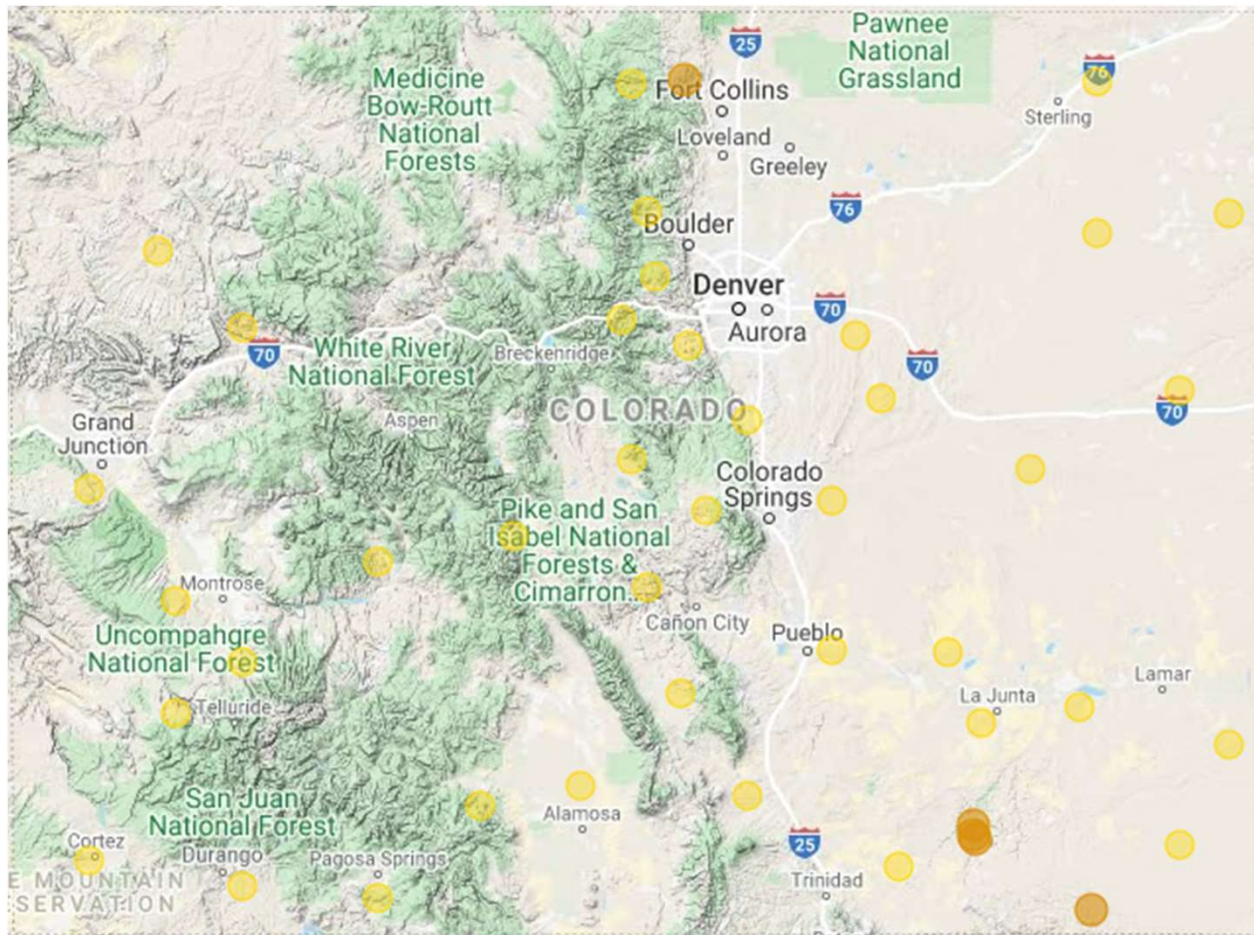 Pawnee
National
Grassland
25
76
Medicine
Bow-Routt
National
Forests
Fort Collins
Sterling
Loveland
Greeley
76
Boulder
Denver
70
Aurora
70
White River
National Forest
Breckenridge
70
70
COLORADO
Aspen
Grand
Junction
Colorado
Springs
Pike and San
Isabel National
Forests &
Cimarron...
Montrose
Cañon City
Uncompahgre
National Forest
Pueblo
Lamar
La Junta
Telluride
San Juan
National Forest
Alamosa
Cortez
Durango
Pagosa Springs
25
E MOUNTAIN
SERVATION
Trinidad